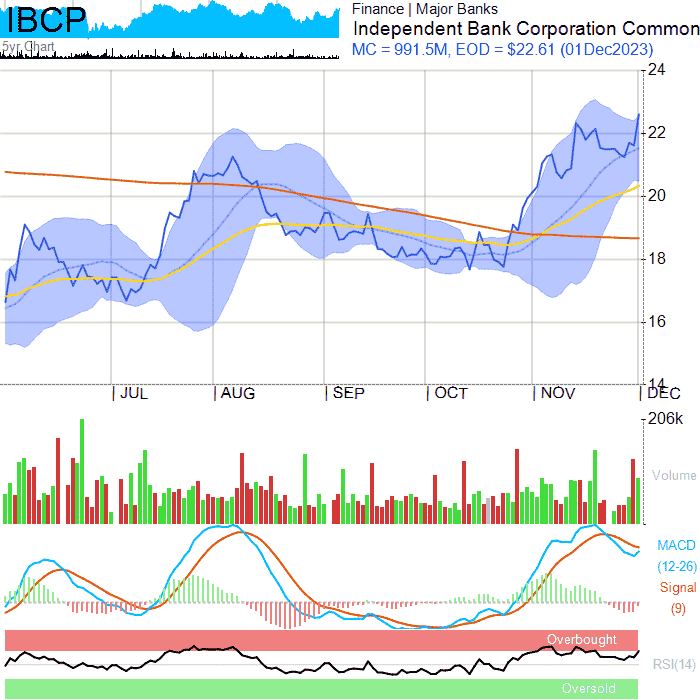 IBCP
Finance | Major Banks
Independent Bank Corporation Common
MC = 991.5M, EOD = $22.61 (01Dec2023)
5yr Chart
24
22
20
18
16
14
JUL AUG SEP OCT NOV DEC
206k
Volume
MACD
(12-26)
Signal
(9)
Overbought
RSI(14)
Oversold